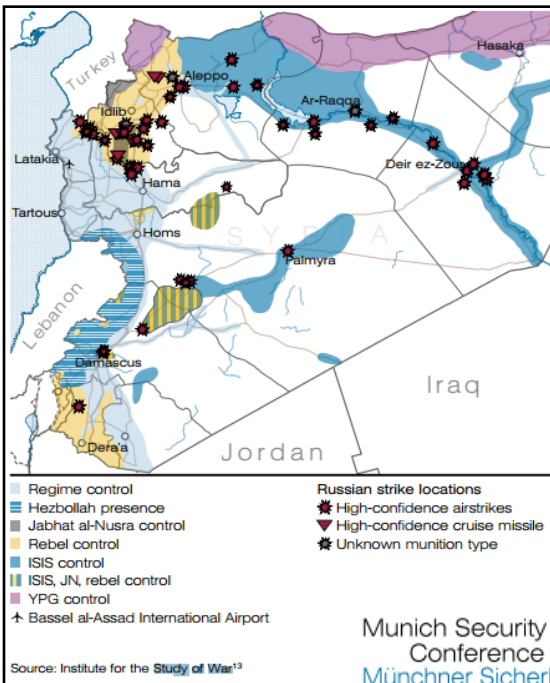 Turkey
Hasaka
Aleppo
Idlib
Ar-Raqqa
Latakia
Deir ez-Zour
Hama
Tartous
Homs
SYRIA
Palmyra
Lebanon
Damascus
Iraq
Dera'a
Jordan
Regime control
Hezbollah presence
Jabhat al-Nusra control
Rebel control
ISIS control
ISIS, JN, rebel control
YPG control
Bassel al-Assad International Airport
Russian strike locations
High-confidence airstrikes
High-confidence cruise missile
Unknown munition type
Source: Institute for the Study of War¹³
Munich Security
Conference
Münchner Sicherh